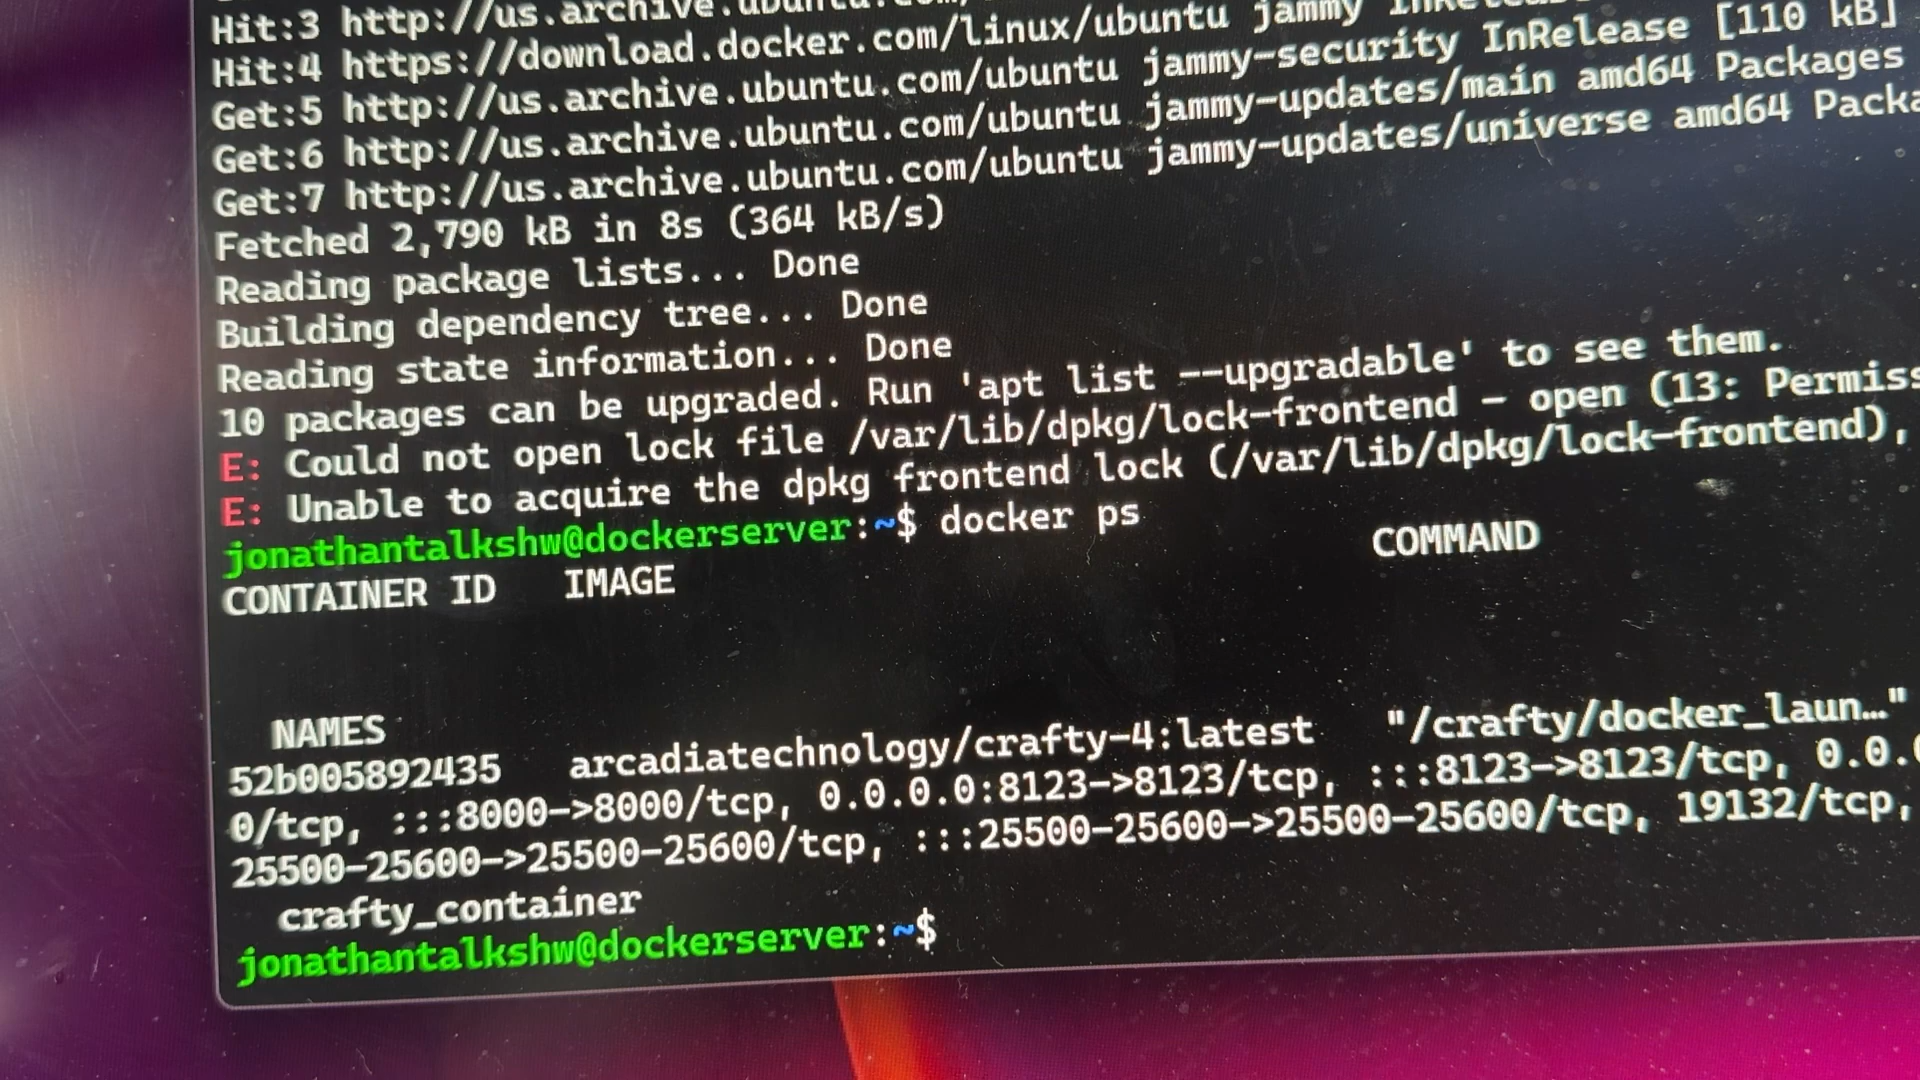 Hit:3 http://us.archive.ubuntu.com/
Hit:4 https://download.docker.com/linux/ubuntu jammy InRelease
Get:5 http://us.archive.ubuntu.com/ubuntu jammy-security InRelease [110 kB]
Get:6 http://us.archive.ubuntu.com/ubuntu jammy-updates/main amd64 Packages
Get:7 http://us.archive.ubuntu.com/ubuntu jammy-updates/universe amd64 Packa
Fetched 2,790 kB in 8s (364 kB/s)
Reading package lists... Done
Building dependency tree... Done
Reading state information... Done
10 packages can be upgraded. Run 'apt list --upgradable' to see them.
E: Could not open lock file /var/lib/dpkg/lock-frontend - open (13: Permiss
E: Unable to acquire the dpkg frontend lock (/var/lib/dpkg/lock-frontend),
jonathantalkshw@dockerserver:~$ docker ps
CONTAINER ID   IMAGE   COMMAND
NAMES
52b005892435   arcadiatechnology/crafty-4:latest   "/crafty/docker_laun…"
0/tcp, :::8000->8000/tcp, 0.0.0.0:8123->8123/tcp, :::8123->8123/tcp, 0.0.0
25500-25600->25500-25600/tcp, :::25500-25600->25500-25600/tcp, 19132/tcp,
crafty_container
jonathantalkshw@dockerserver:~$